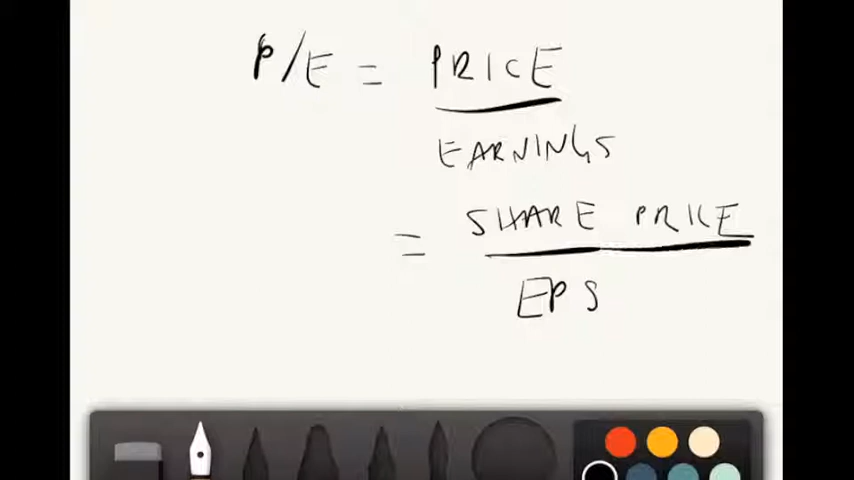 P/E = PRICE
EARNINGS
= SHARE PRICE
EPS